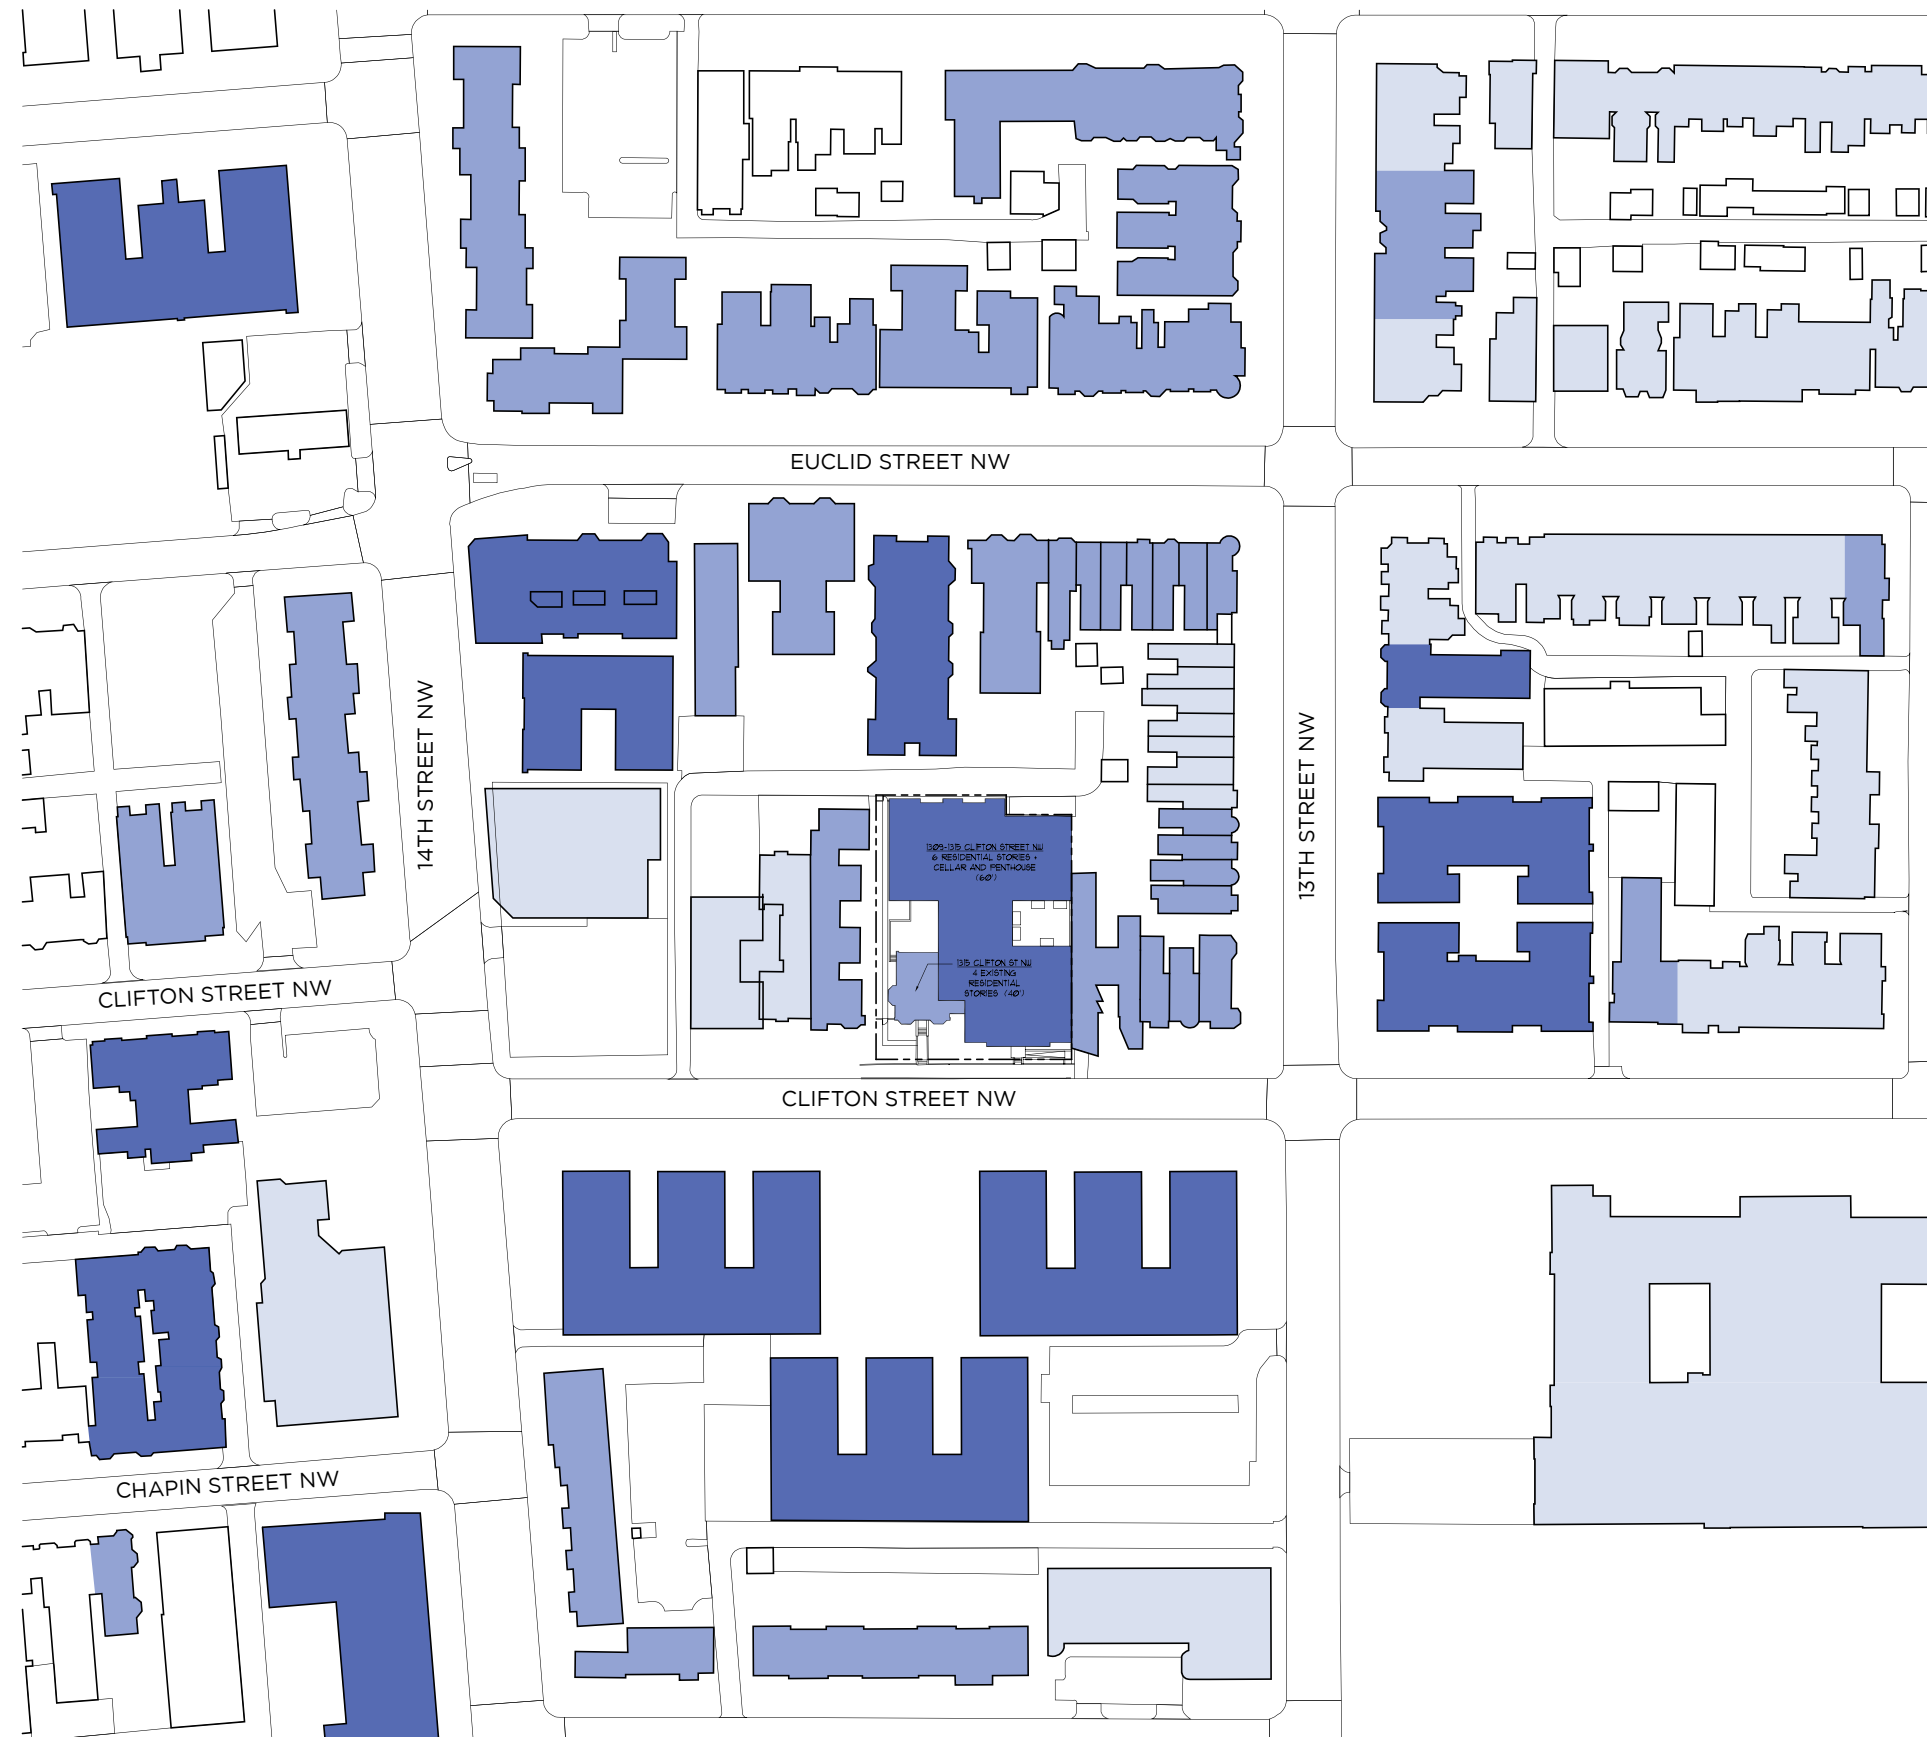 EUCLID STREET NW
14TH STREET NW
13TH STREET NW
1309-1315 CLIFTON STREET NW
6 RESIDENTIAL STORIES +
CELLAR AND PENTHOUSE
(60')
1315 CLIFTON ST NW
4 EXISTING
RESIDENTIAL
STORIES (40')
CLIFTON STREET NW
CLIFTON STREET NW
CHAPIN STREET NW